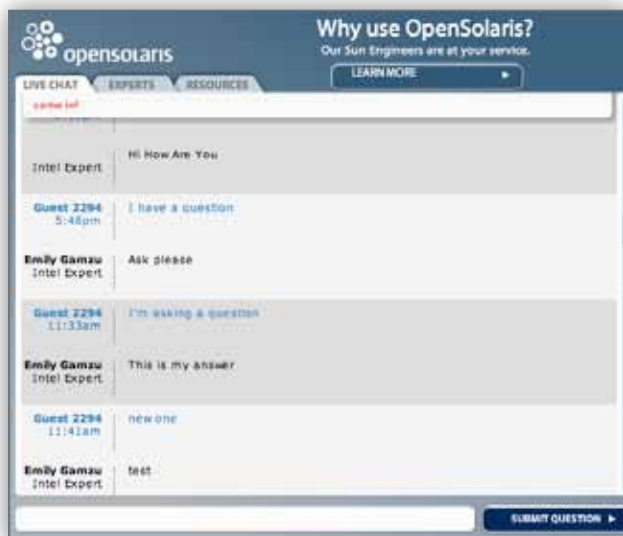 opensolaris
Why use OpenSolaris?
Our Sun Engineers are at your service.
LEARN MORE
LIVE CHAT EXPERTS RESOURCES
Hi How Are You
Intel Expert
Guest 2294 I have a question
5:48pm
Emily Gamzu Ask please
Intel Expert
Guest 2294 I'm asking a question
11:33am
Emily Gamzu This is my answer
Intel Expert
Guest 2294 new one
11:41am
Emily Gamzu test
Intel Expert
SUBMIT QUESTION